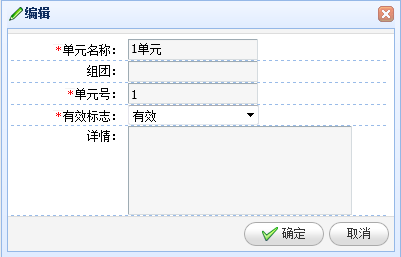 编辑
*单元名称： 1单元
组团：
*单元号： 1
*有效标志： 有效
详情：
确定 取消